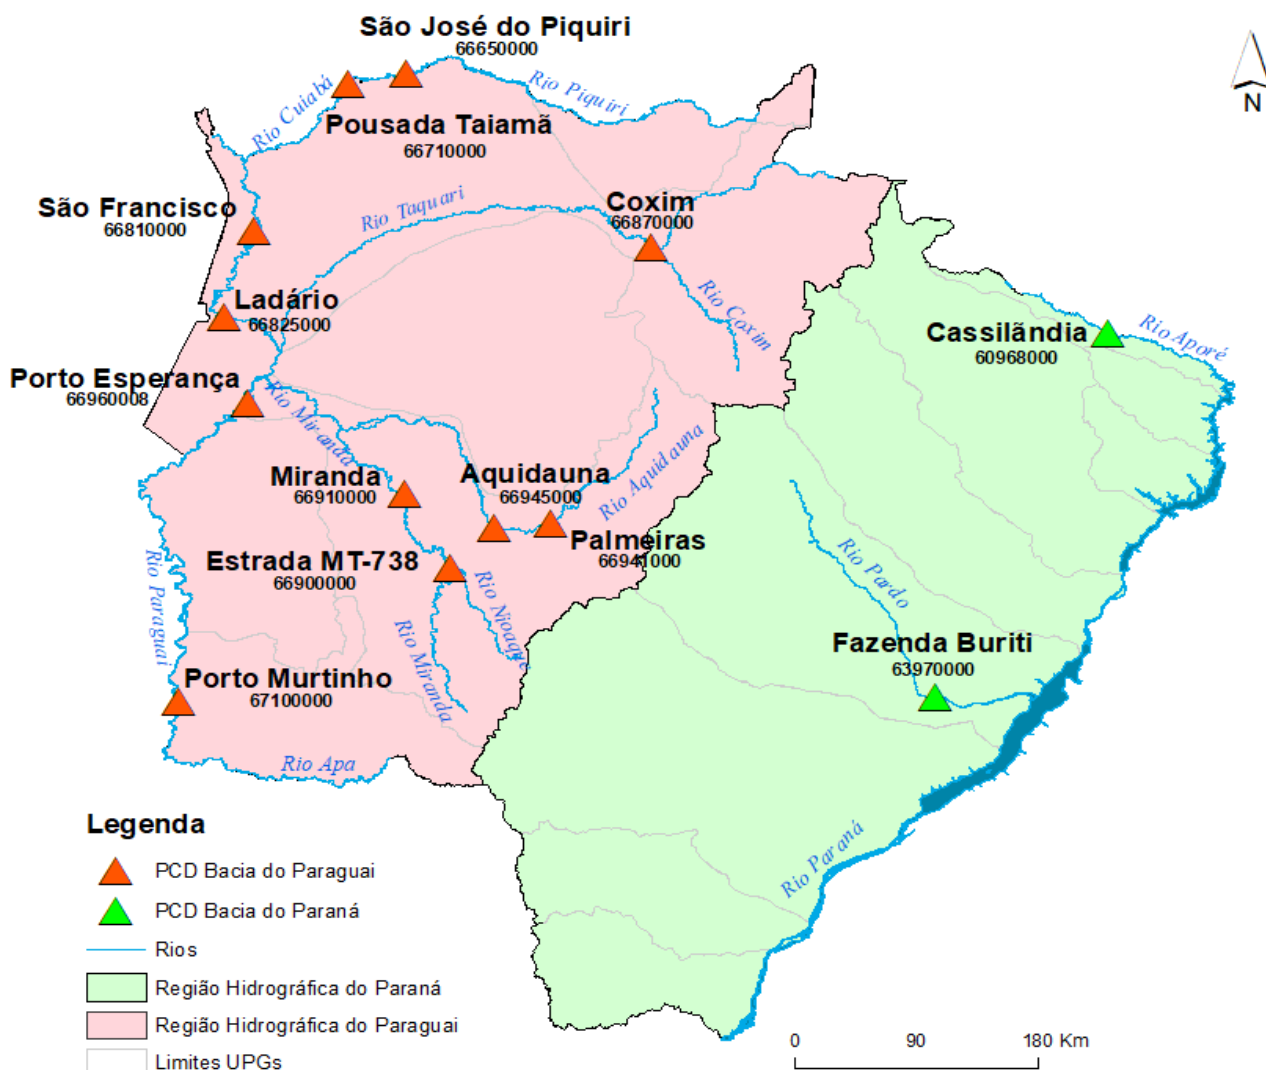 São José do Piquiri
66650000
Rio Piquiri
Rio Cuiabá
N
Pousada Taiamã
66710000
São Francisco
66810000
Rio Taquari
Coxim
66870000
Ladário
66825000
Rio Coxim
Cassilãndia
60968000
Rio Aporé
Porto Esperança
66960008
Rio Miranda
Miranda
66910000
Aquidauna
66945000
Rio Aquidauna
Palmeiras
66941000
Estrada MT-738
66900000
Rio Nioaque
Rio Pardo
Rio Paraguai
Rio Miranda
Fazenda Buriti
63970000
Porto Murtinho
67100000
Rio Apa
Rio Paraná
Legenda
PCD Bacia do Paraguai
PCD Bacia do Paraná
Rios
Região Hidrográfica do Paraná
Região Hidrográfica do Paraguai
Limites UPGs
0 90 180 Km